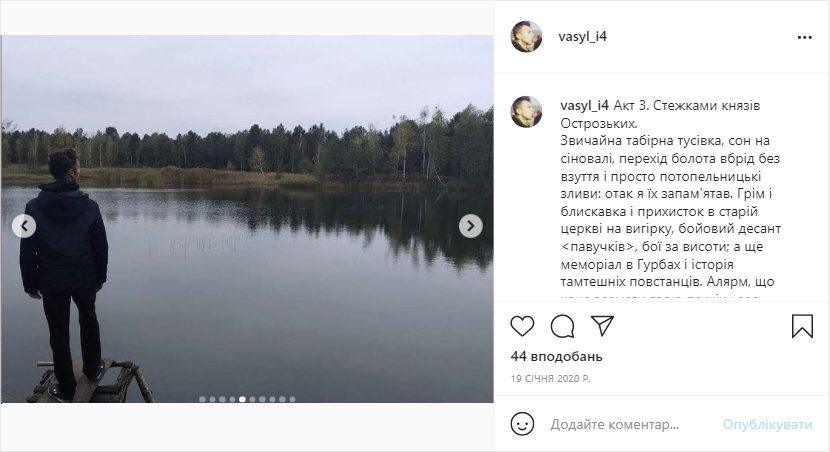 vasyl_i4
vasyl_i4 Акт 3. Стежками князів
Острозьких.
Звичайна табірна тусівка, сон на
сіновалі, перехід болота вбрід без
взуття і просто потопельницькі
зливи: отак я їх запам'ятав. Грім і
блискавка і прихисток в старій
церкві на вигірку, бойовий десант
<павучків>, бої за висоти; а ще
меморіал в Гурбах і історія
тамтешніх повстанців. Алярм, що
44 вподобань
19 СІЧНЯ 2020 Р.
Додайте коментар...
Опублікувати